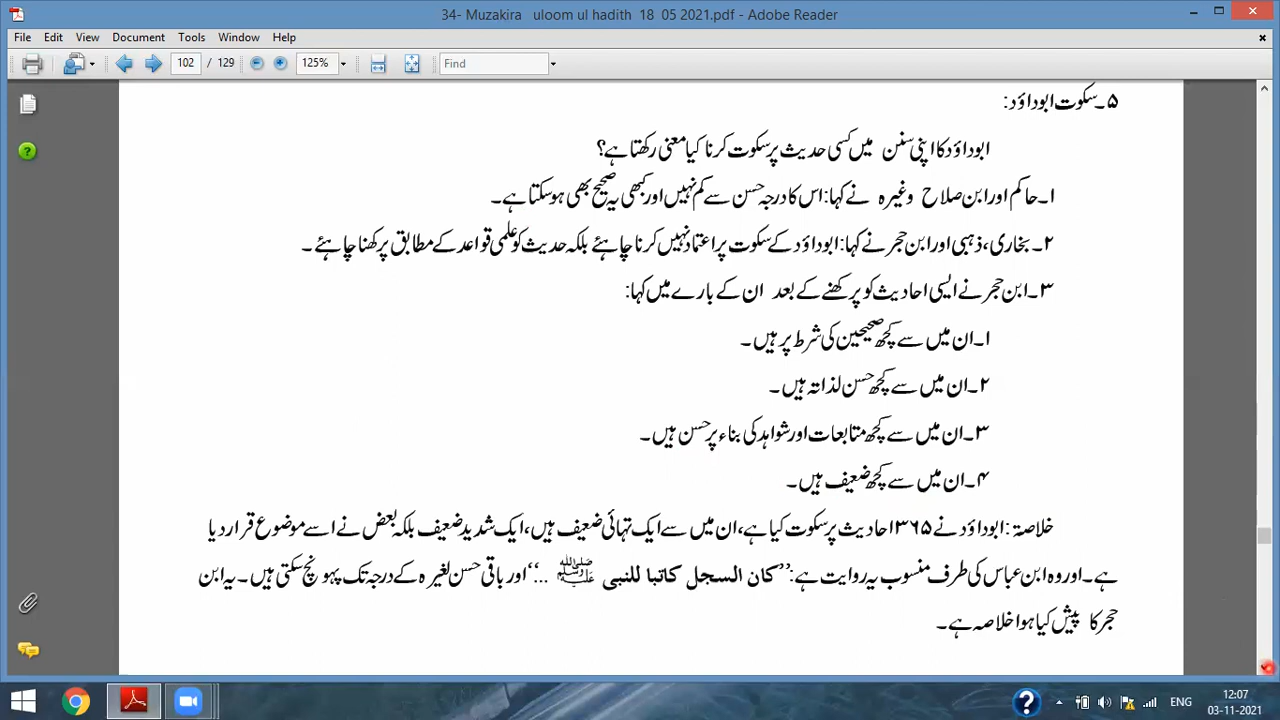 34- Muzakira uloom ul hadith 18 05 2021.pdf - Adobe Reader
File Edit View Document Tools Window Help
102 / 129 125% Find
۵۔سکوت ابوداؤد:
ابوداؤد کا اپنی سنن میں کسی حدیث پر سکوت کرنا کیا معنی رکھتا ہے؟
۱۔حاکم اور ابن صلاح وغیرہ نے کہا: اس کا درجہ حسن سے کم نہیں اور کبھی یہ صحیح بھی ہو سکتا ہے۔
۲۔بخاری، ذہبی اور ابن حجر نے کہا: ابوداؤد کے سکوت پر اعتماد نہیں کرنا چاہئے بلکہ حدیث کو علمی قواعد کے مطابق پرکھنا چاہئے۔
۳۔ابن حجر نے ایسی احادیث کو پرکھنے کے بعد ان کے بارے میں کہا:
۱۔ان میں سے کچھ صحیحین کی شرط پر ہیں۔
۲۔ان میں سے کچھ حسن لذاتہ ہیں۔
۳۔ان میں سے کچھ متابعات اور شواہد کی بناء پر حسن ہیں۔
۴۔ان میں سے کچھ ضعیف ہیں۔
خلاصۃ: ابوداؤد نے ۱۳۶۵احادیث پر سکوت کیا ہے، ان میں سے ایک تہائی ضعیف ہیں، ایک شدید ضعیف بلکہ بعض نے اسے موضوع قرار دیا
ہے۔اور وہ ابن عباس کی طرف منسوب یہ روایت ہے: ’’کان السجل کاتبا للنبی ﷺ ...‘‘ اور باقی حسن لغیرہ کے درجہ تک پہونچ سکتی ہیں۔یہ ابن
حجر کا پیش کیا ہوا خلاصہ ہے۔
ENG
12:07
03-11-2021